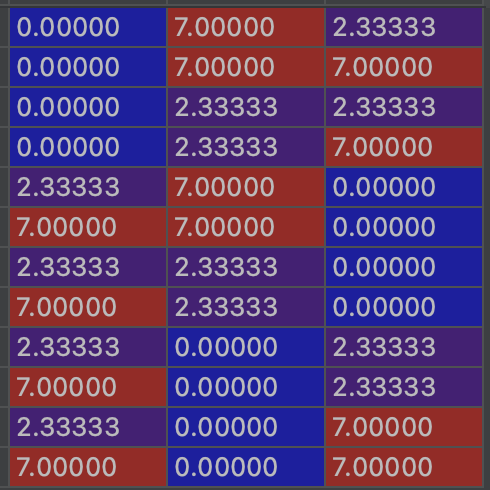 0.00000 7.00000 2.33333
0.00000 7.00000 7.00000
0.00000 2.33333 2.33333
0.00000 2.33333 7.00000
2.33333 7.00000 0.00000
7.00000 7.00000 0.00000
2.33333 2.33333 0.00000
7.00000 2.33333 0.00000
2.33333 0.00000 2.33333
7.00000 0.00000 2.33333
2.33333 0.00000 7.00000
7.00000 0.00000 7.00000